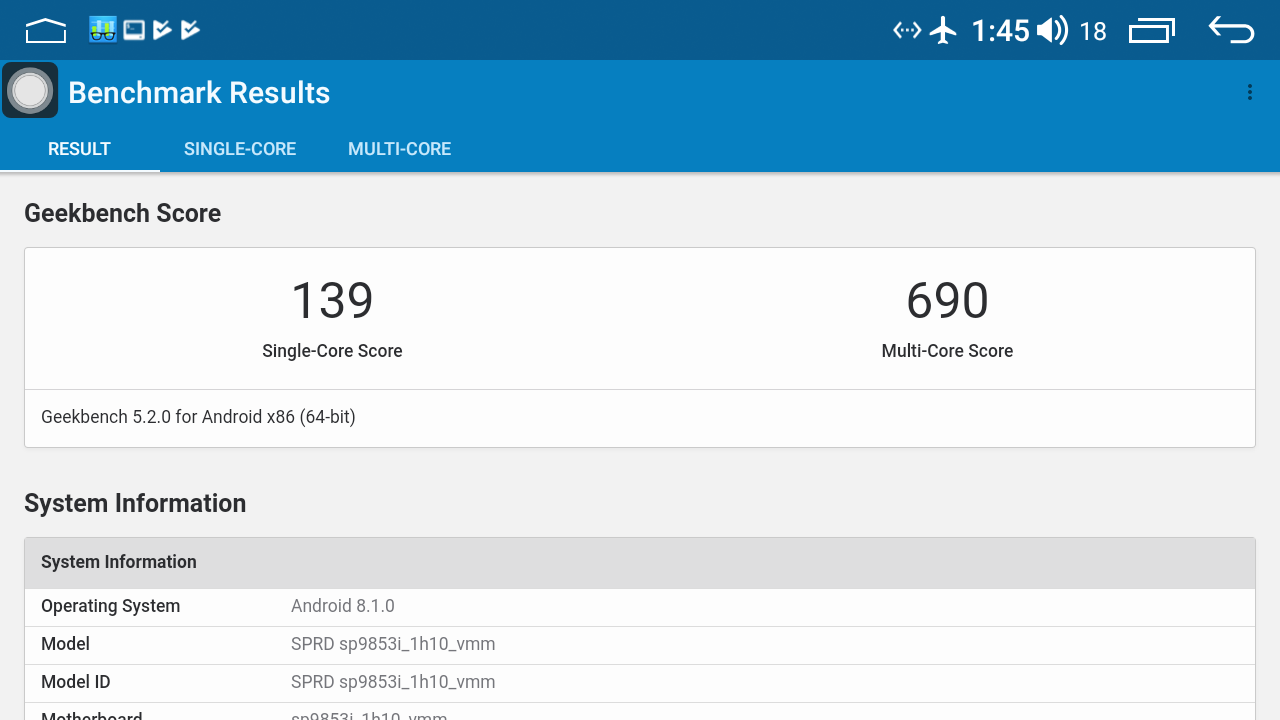 1:45 18
Benchmark Results
RESULT SINGLE-CORE MULTI-CORE
Geekbench Score
139 690
Single-Core Score Multi-Core Score
Geekbench 5.2.0 for Android x86 (64-bit)
System Information
System Information
Operating System Android 8.1.0
Model SPRD sp9853i_1h10_vmm
Model ID SPRD sp9853i_1h10_vmm
Motherboard sp9853i_1h10_vmm